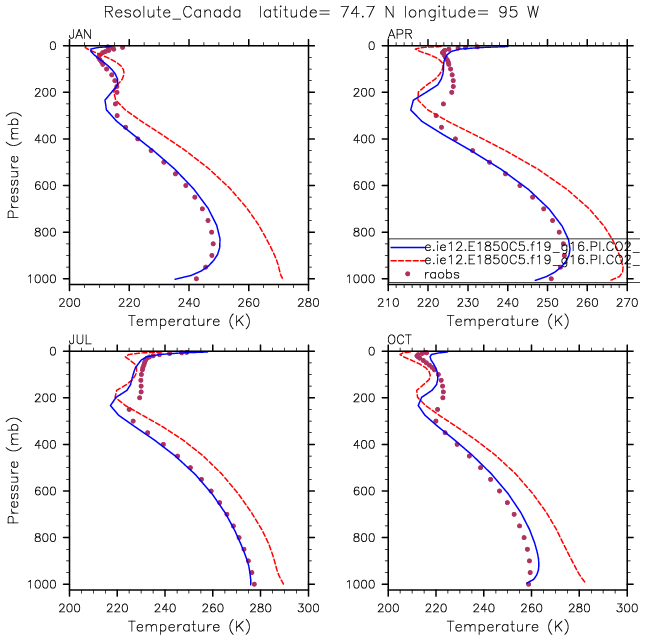 Resolute_Canada latitude= 74.7 N longitude= 95 W
JAN
APR
0
200
400
600
800
1000
Pressure (mb)
200 220 240 260 280
Temperature (K)
0
200
400
600
800
1000
210 220 230 240 250 260 270
Temperature (K)
e.ie12.E1850C5.f19_g16.PI.CO2
e.ie12.E1850C5.f19_g16.PI.CO2
raobs
JUL
OCT
0
200
400
600
800
1000
Pressure (mb)
200 220 240 260 280 300
Temperature (K)
0
200
400
600
800
1000
200 220 240 260 280 300
Temperature (K)